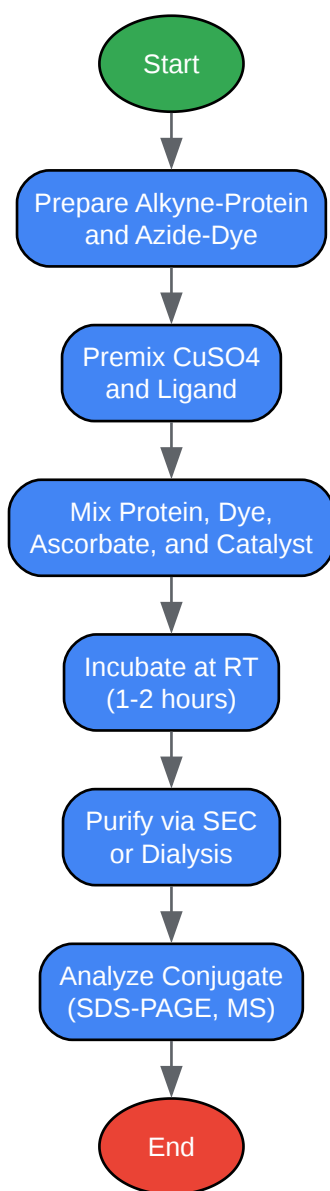 Start
Prepare Alkyne-Protein
and Azide-Dye
Premix CuSO4
and Ligand
Mix Protein, Dye,
Ascorbate, and Catalyst
Incubate at RT
(1-2 hours)
Purify via SEC
or Dialysis
Analyze Conjugate
(SDS-PAGE, MS)
End